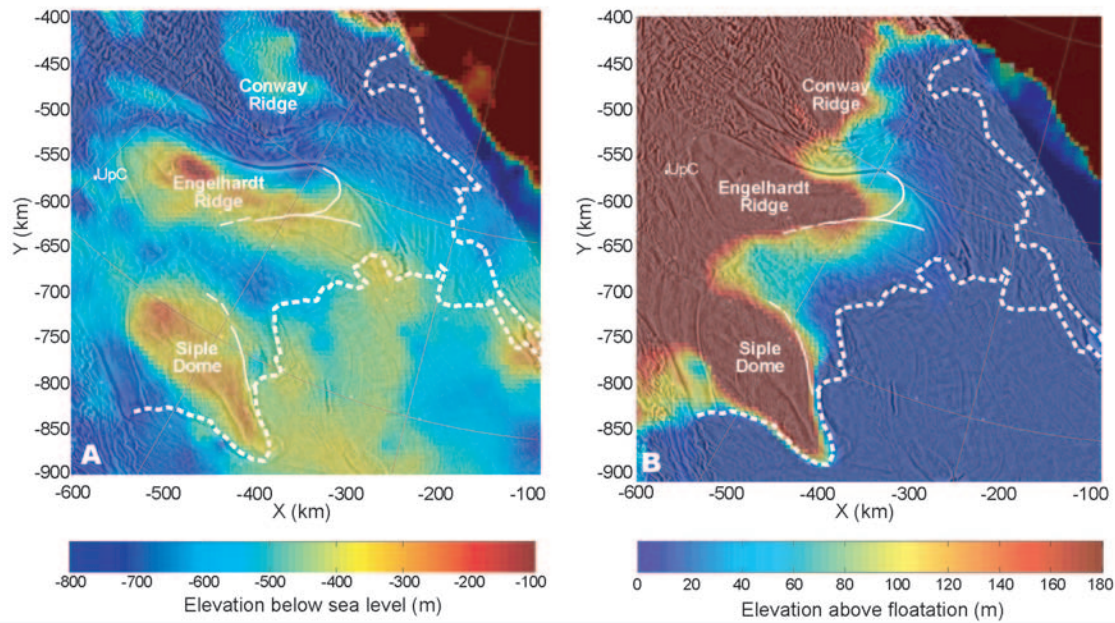 -400
-450
-500
-550
-600
-650
-700
-750
-800
-850
-900
Y (km)
Conway
Ridge
UpC
Engelhardt
Ridge
Siple
Dome
A
-600
-500
-400
-300
-200
-100
X (km)
-800
-700
-600
-500
-400
-300
-200
-100
Elevation below sea level (m)
-400
-450
-500
-550
-600
-650
-700
-750
-800
-850
-900
Y (km)
Conway
Ridge
UpC
Engelhardt
Ridge
Siple
Dome
B
-600
-500
-400
-300
-200
-100
X (km)
0
20
40
60
80
100
120
140
160
180
Elevation above floatation (m)